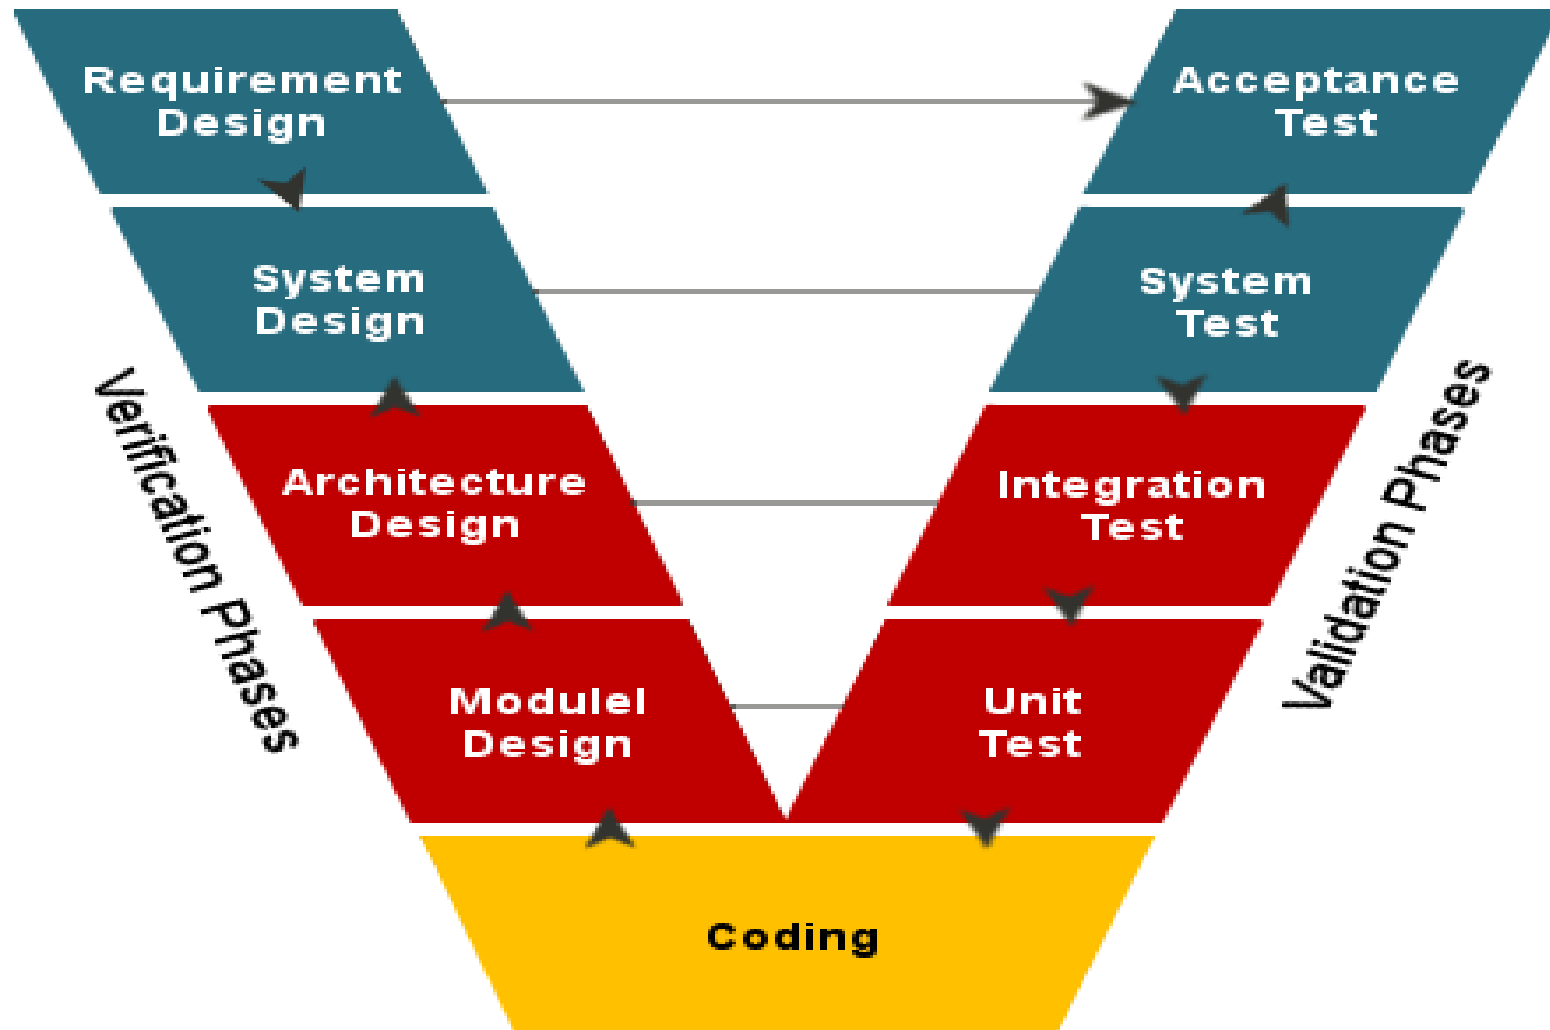 Requirement
Design
Acceptance
Test
System
Design
System
Test
Verification Phases
Validation Phases
Architecture
Design
Integration
Test
Modulel
Design
Unit
Test
Coding